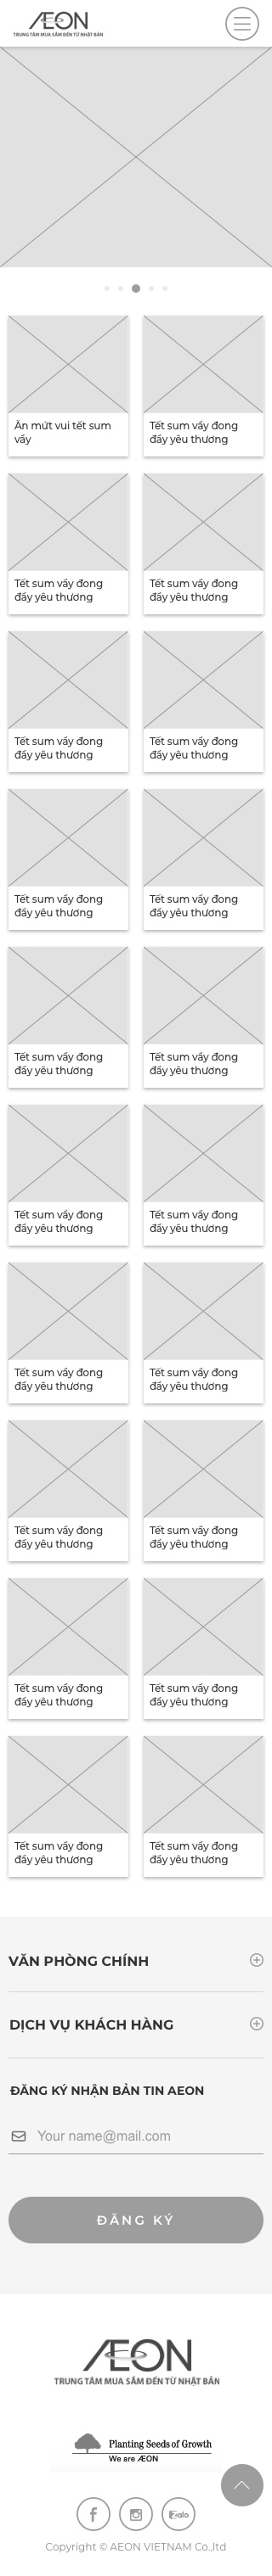 ÆON
TRUNG TÂM MUA SẮM ĐẾN TỪ NHẬT BẢN
Ăn mứt vui tết sum
vầy
Tết sum vầy đong
đầy yêu thương
Tết sum vầy đong
đầy yêu thương
Tết sum vầy đong
đầy yêu thương
Tết sum vầy đong
đầy yêu thương
Tết sum vầy đong
đầy yêu thương
Tết sum vầy đong
đầy yêu thương
Tết sum vầy đong
đầy yêu thương
Tết sum vầy đong
đầy yêu thương
Tết sum vầy đong
đầy yêu thương
Tết sum vầy đong
đầy yêu thương
Tết sum vầy đong
đầy yêu thương
Tết sum vầy đong
đầy yêu thương
Tết sum vầy đong
đầy yêu thương
Tết sum vầy đong
đầy yêu thương
Tết sum vầy đong
đầy yêu thương
Tết sum vầy đong
đầy yêu thương
Tết sum vầy đong
đầy yêu thương
Tết sum vầy đong
đầy yêu thương
Tết sum vầy đong
đầy yêu thương
VĂN PHÒNG CHÍNH
DỊCH VỤ KHÁCH HÀNG
ĐĂNG KÝ NHẬN BẢN TIN AEON
Your name@mail.com
ĐĂNG KÝ
ÆON
TRUNG TÂM MUA SẮM ĐẾN TỪ NHẬT BẢN
Planting Seeds of Growth
We are ÆON
Zalo
Copyright © AEON VIETNAM Co.,ltd